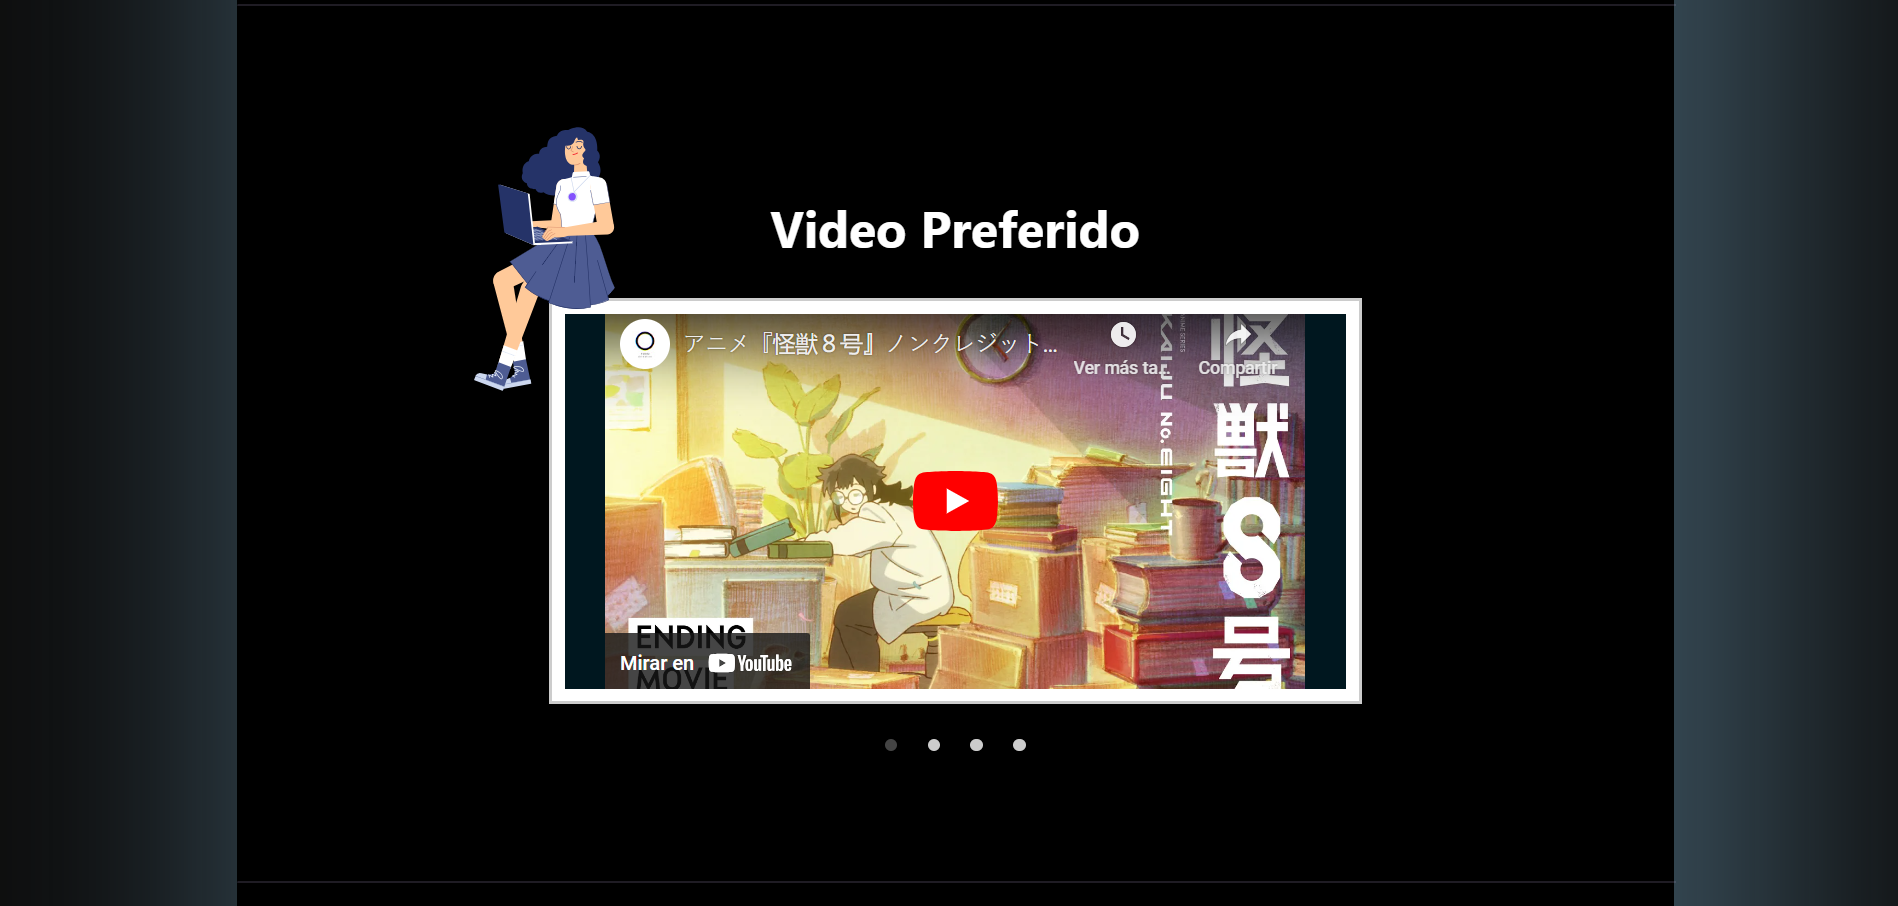 Video Preferido
アニメ『怪獣８号』ノンクレジット...
Ver más ta...
Compartir
怪獣8号
KAIJU No.EIGHT
ENDING
MOVIE
Mirar en YouTube